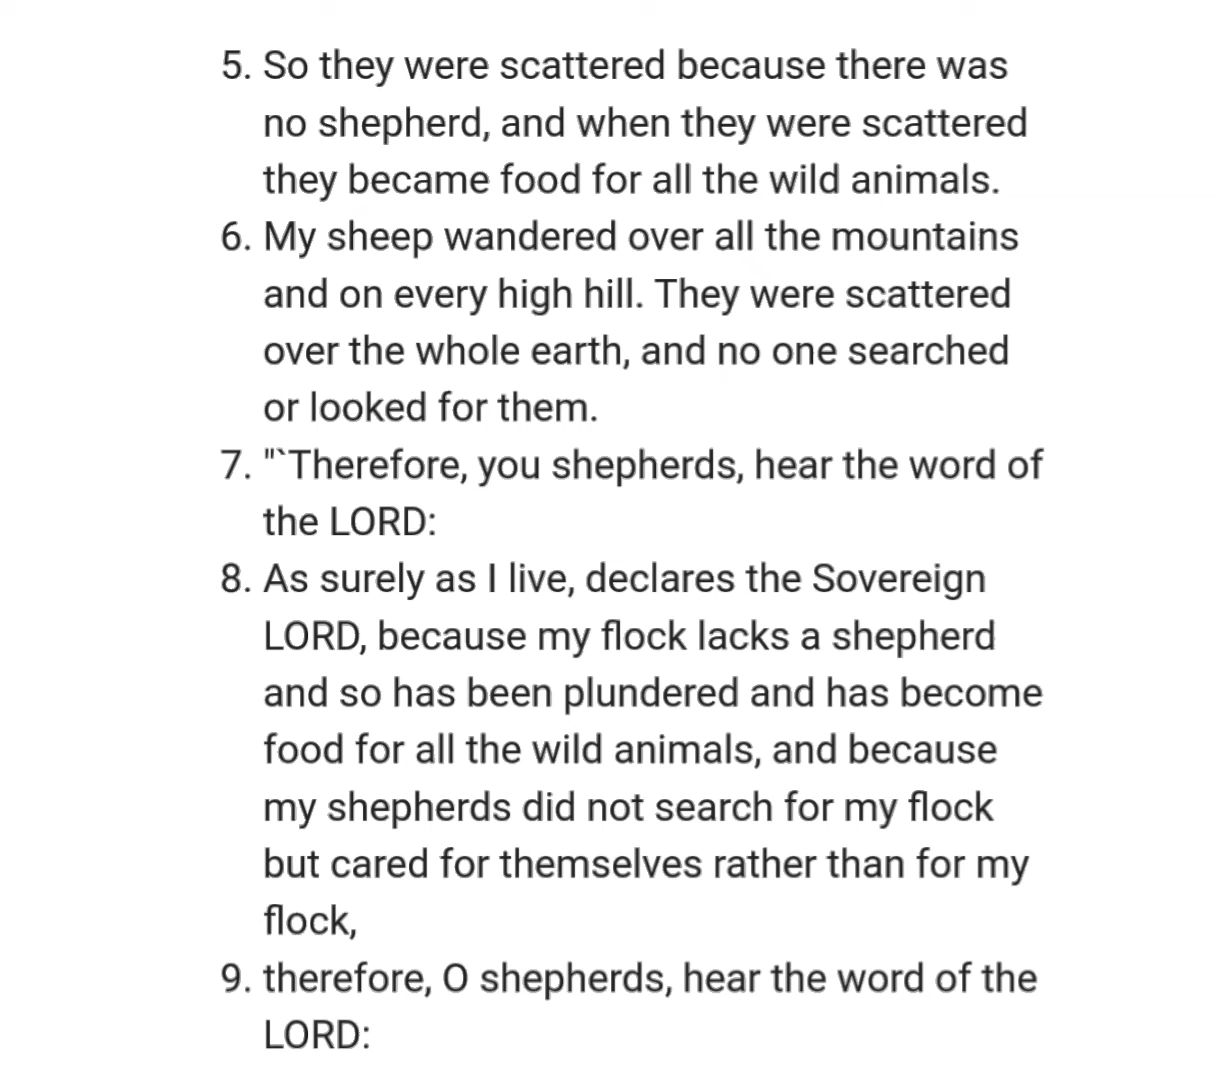 5. So they were scattered because there was
no shepherd, and when they were scattered
they became food for all the wild animals.
6. My sheep wandered over all the mountains
and on every high hill. They were scattered
over the whole earth, and no one searched
or looked for them.
7. "`Therefore, you shepherds, hear the word of
the LORD:
8. As surely as I live, declares the Sovereign
LORD, because my flock lacks a shepherd
and so has been plundered and has become
food for all the wild animals, and because
my shepherds did not search for my flock
but cared for themselves rather than for my
flock,
9. therefore, O shepherds, hear the word of the
LORD: